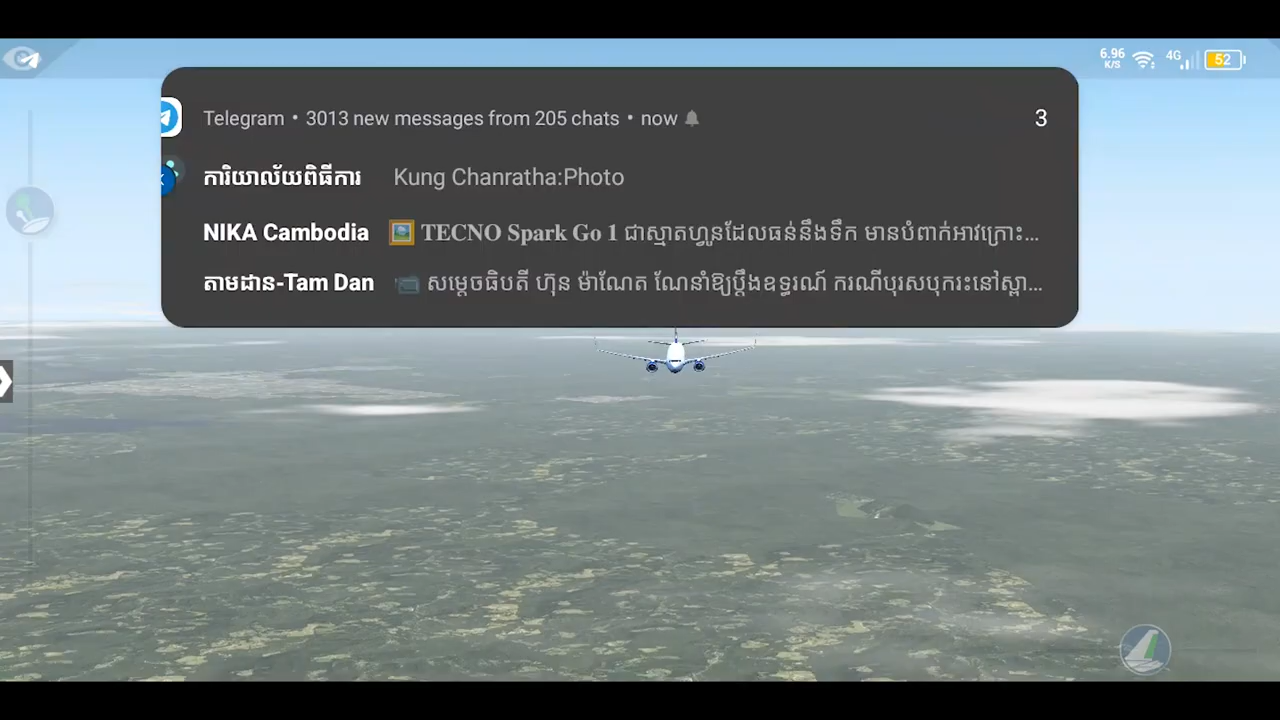 6.96
K/S
4G
52
Telegram • 3013 new messages from 205 chats • now
3
ការិយាល័យពិធីការ Kung Chanratha:Photo
NIKA Cambodia 🖼️ TECNO Spark Go 1 ជាស្មាតហ្វូនដែលធន់នឹងទឹក មានបំពាក់អាវក្រោះ...
តាមដាន-Tam Dan 📹 សម្តេចធិបតី ហ៊ុន ម៉ាណែត ណែនាំឱ្យប្តឹងឧទ្ធរណ៍ ករណីបុរសបុករះនៅស្ពា...